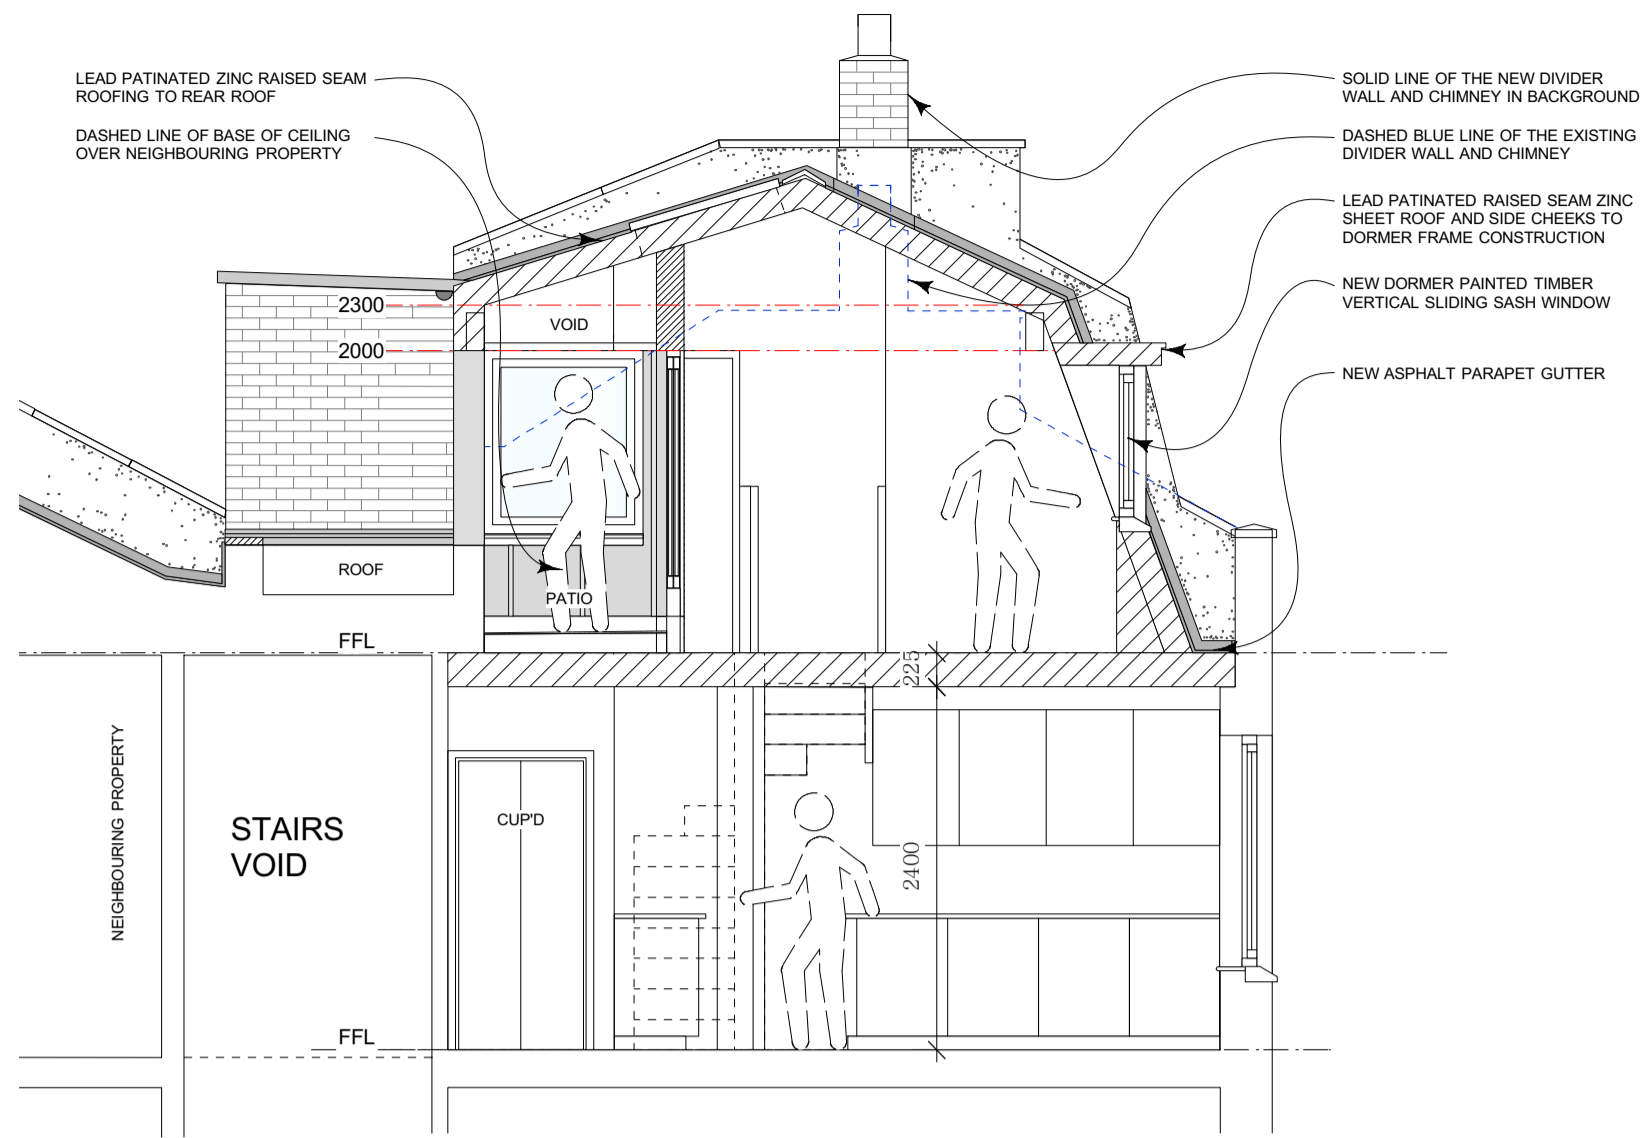 LEAD PATINATED ZINC RAISED SEAM
ROOFING TO REAR ROOF
DASHED LINE OF BASE OF CEILING
OVER NEIGHBOURING PROPERTY
SOLID LINE OF THE NEW DIVIDER
WALL AND CHIMNEY IN BACKGROUND
DASHED BLUE LINE OF THE EXISTING
DIVIDER WALL AND CHIMNEY
LEAD PATINATED RAISED SEAM ZINC
SHEET ROOF AND SIDE CHEEKS TO
DORMER FRAME CONSTRUCTION
NEW DORMER PAINTED TIMBER
VERTICAL SLIDING SASH WINDOW
NEW ASPHALT PARAPET GUTTER
2300
VOID
2000
ROOF
PATIO
FFL
225
NEIGHBOURING PROPERTY
STAIRS
VOID
CUP'D
2400
FFL